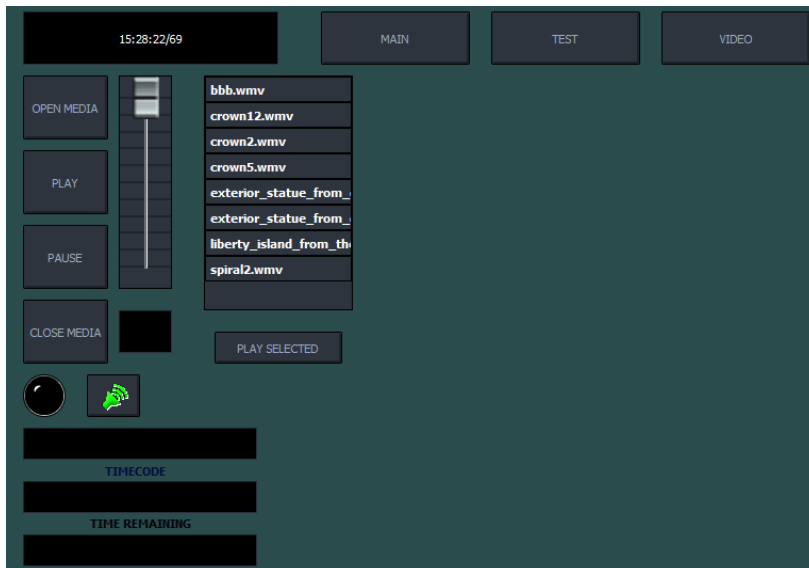 15:28:22/69
MAIN
TEST
VIDEO
OPEN MEDIA
PLAY
PAUSE
CLOSE MEDIA
bbb.wmv
crown12.wmv
crown2.wmv
crown5.wmv
exterior_statue_from_
exterior_statue_from_
liberty_island_from_the
spiral2.wmv
PLAY SELECTED
TIMECODE
TIME REMAINING